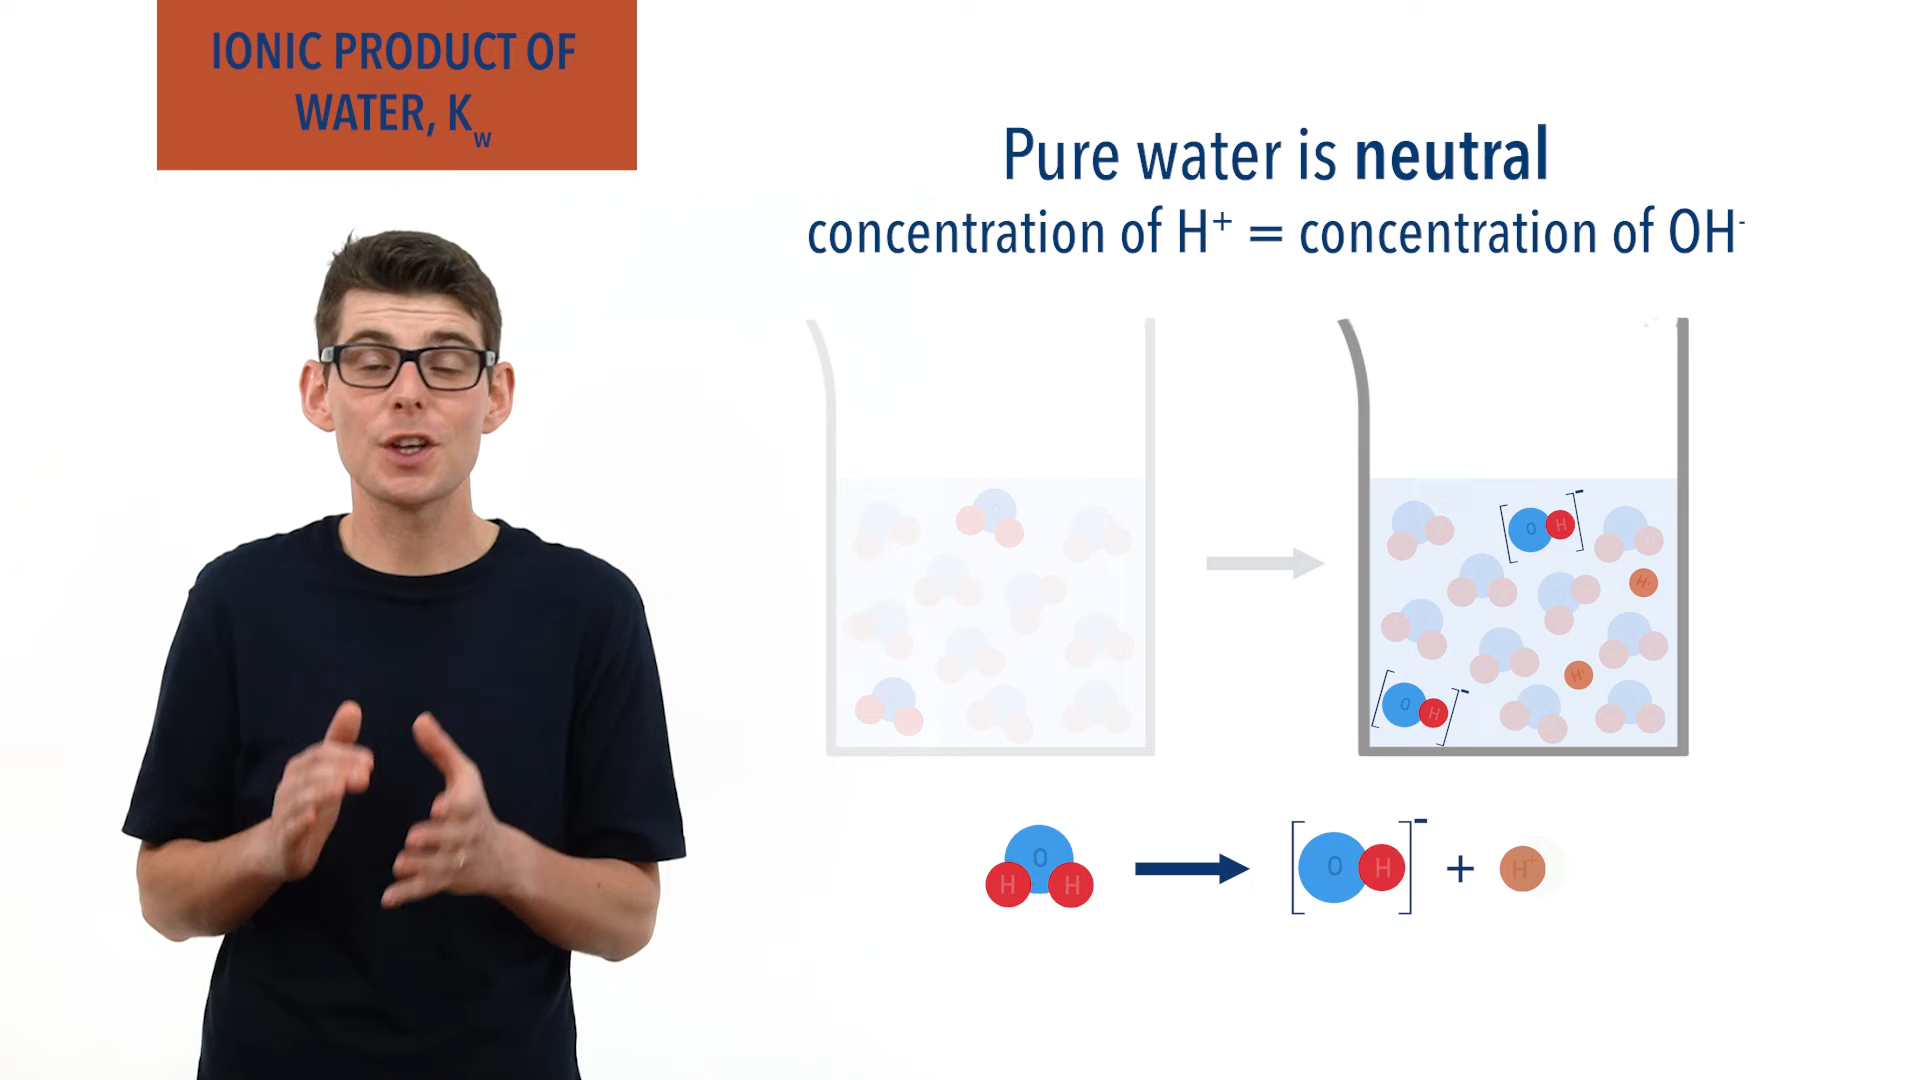 IONIC PRODUCT OF
WATER, Kw
Pure water is neutral
concentration of H⁺ = concentration of OH⁻
O H -
H⁺
H⁺
O H -
O
H H
O H -
+
H⁺